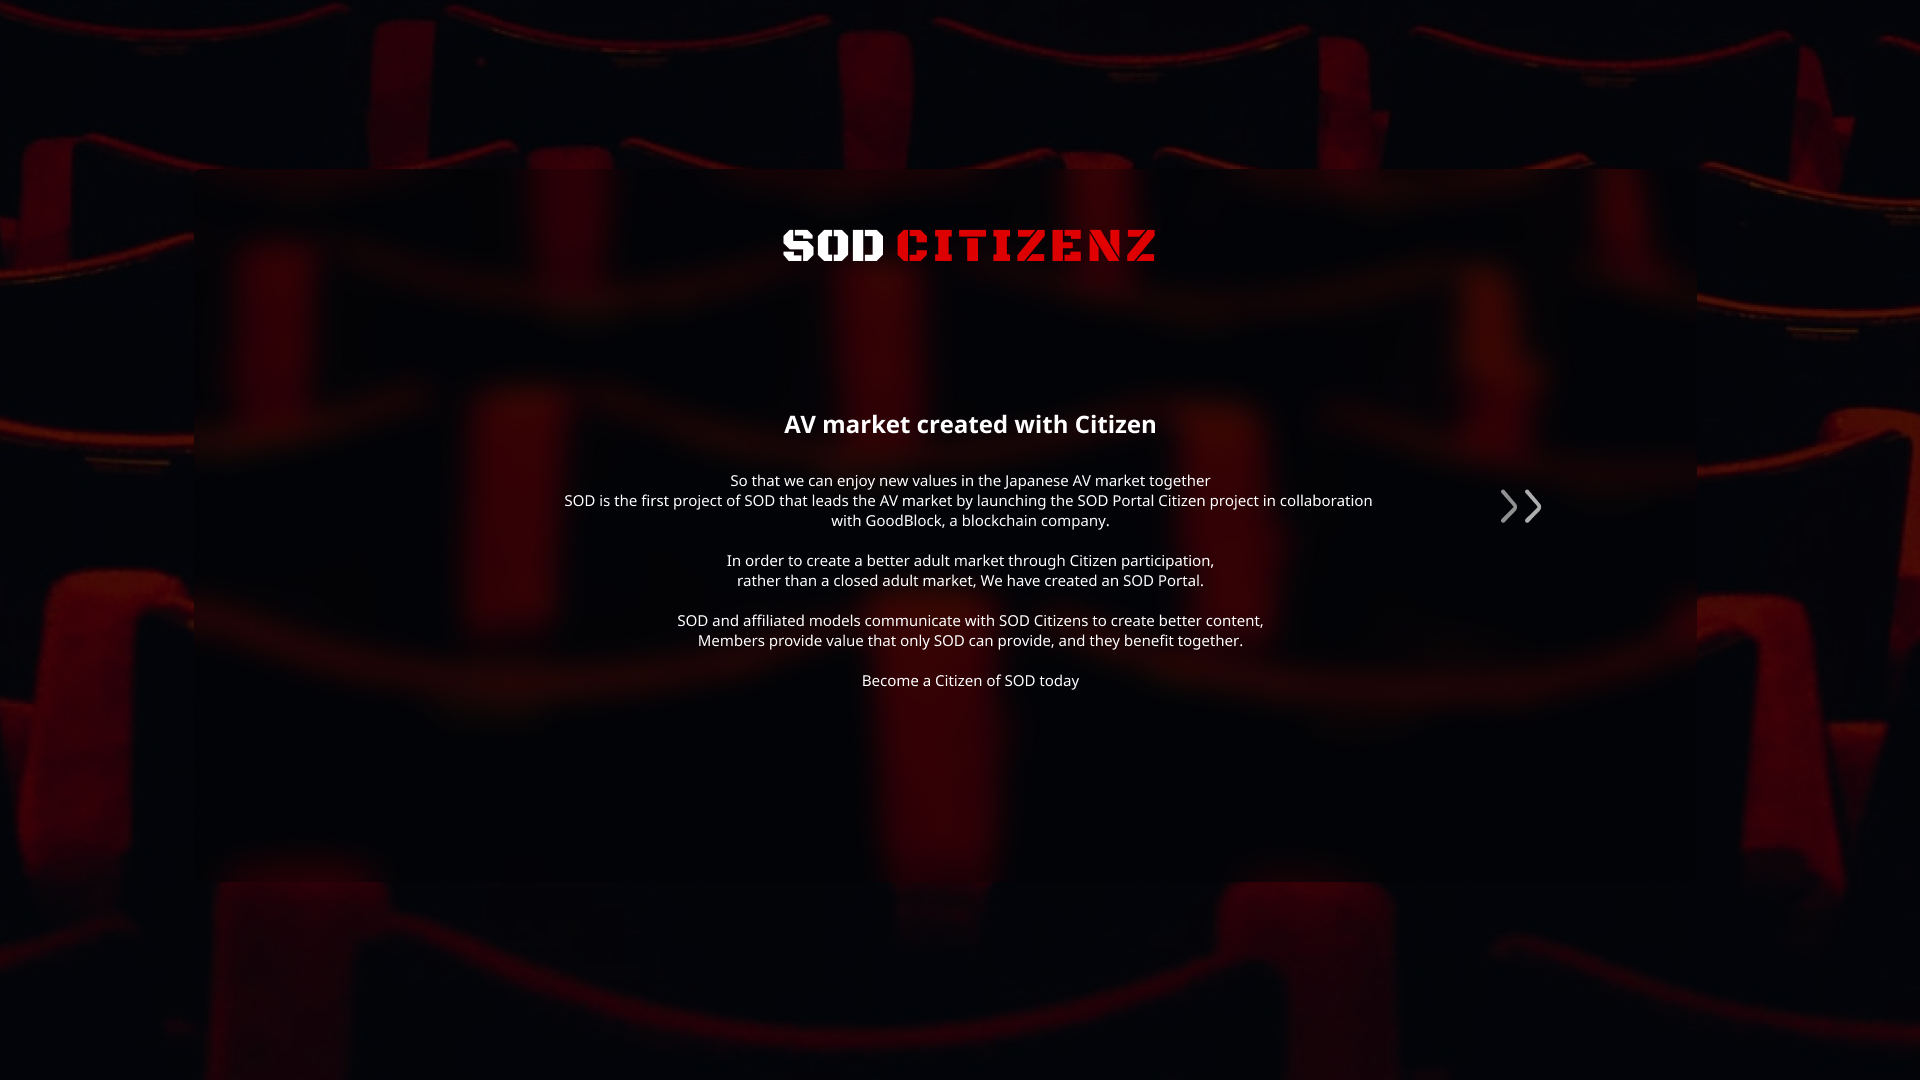 SOD CITIZENZ
AV market created with Citizen
So that we can enjoy new values in the Japanese AV market together
SOD is the first project of SOD that leads the AV market by launching the SOD Portal Citizen project in collaboration
with GoodBlock, a blockchain company.
In order to create a better adult market through Citizen participation,
rather than a closed adult market, We have created an SOD Portal.
SOD and affiliated models communicate with SOD Citizens to create better content,
Members provide value that only SOD can provide, and they benefit together.
Become a Citizen of SOD today